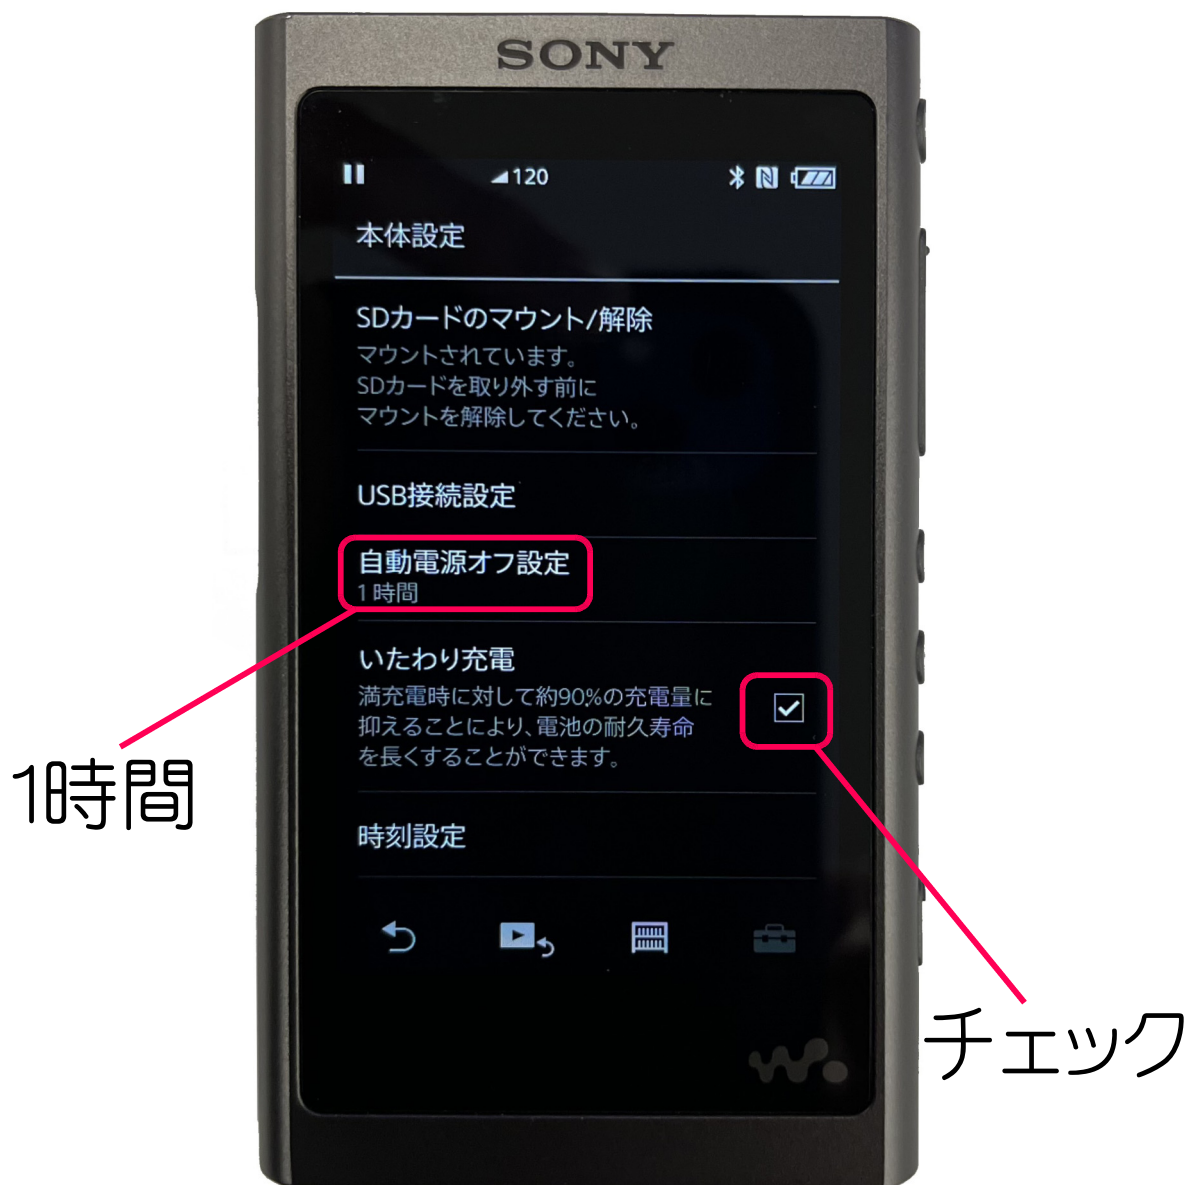 SONY
120
本体設定
SDカードのマウント/解除
マウントされています。
SDカードを取り外す前に
マウントを解除してください。
USB接続設定
自動電源オフ設定
1時間
いたわり充電
満充電時に対して約90%の充電量に
抑えることにより、電池の耐久寿命
を長くすることができます。
1時間
時刻設定
チェック